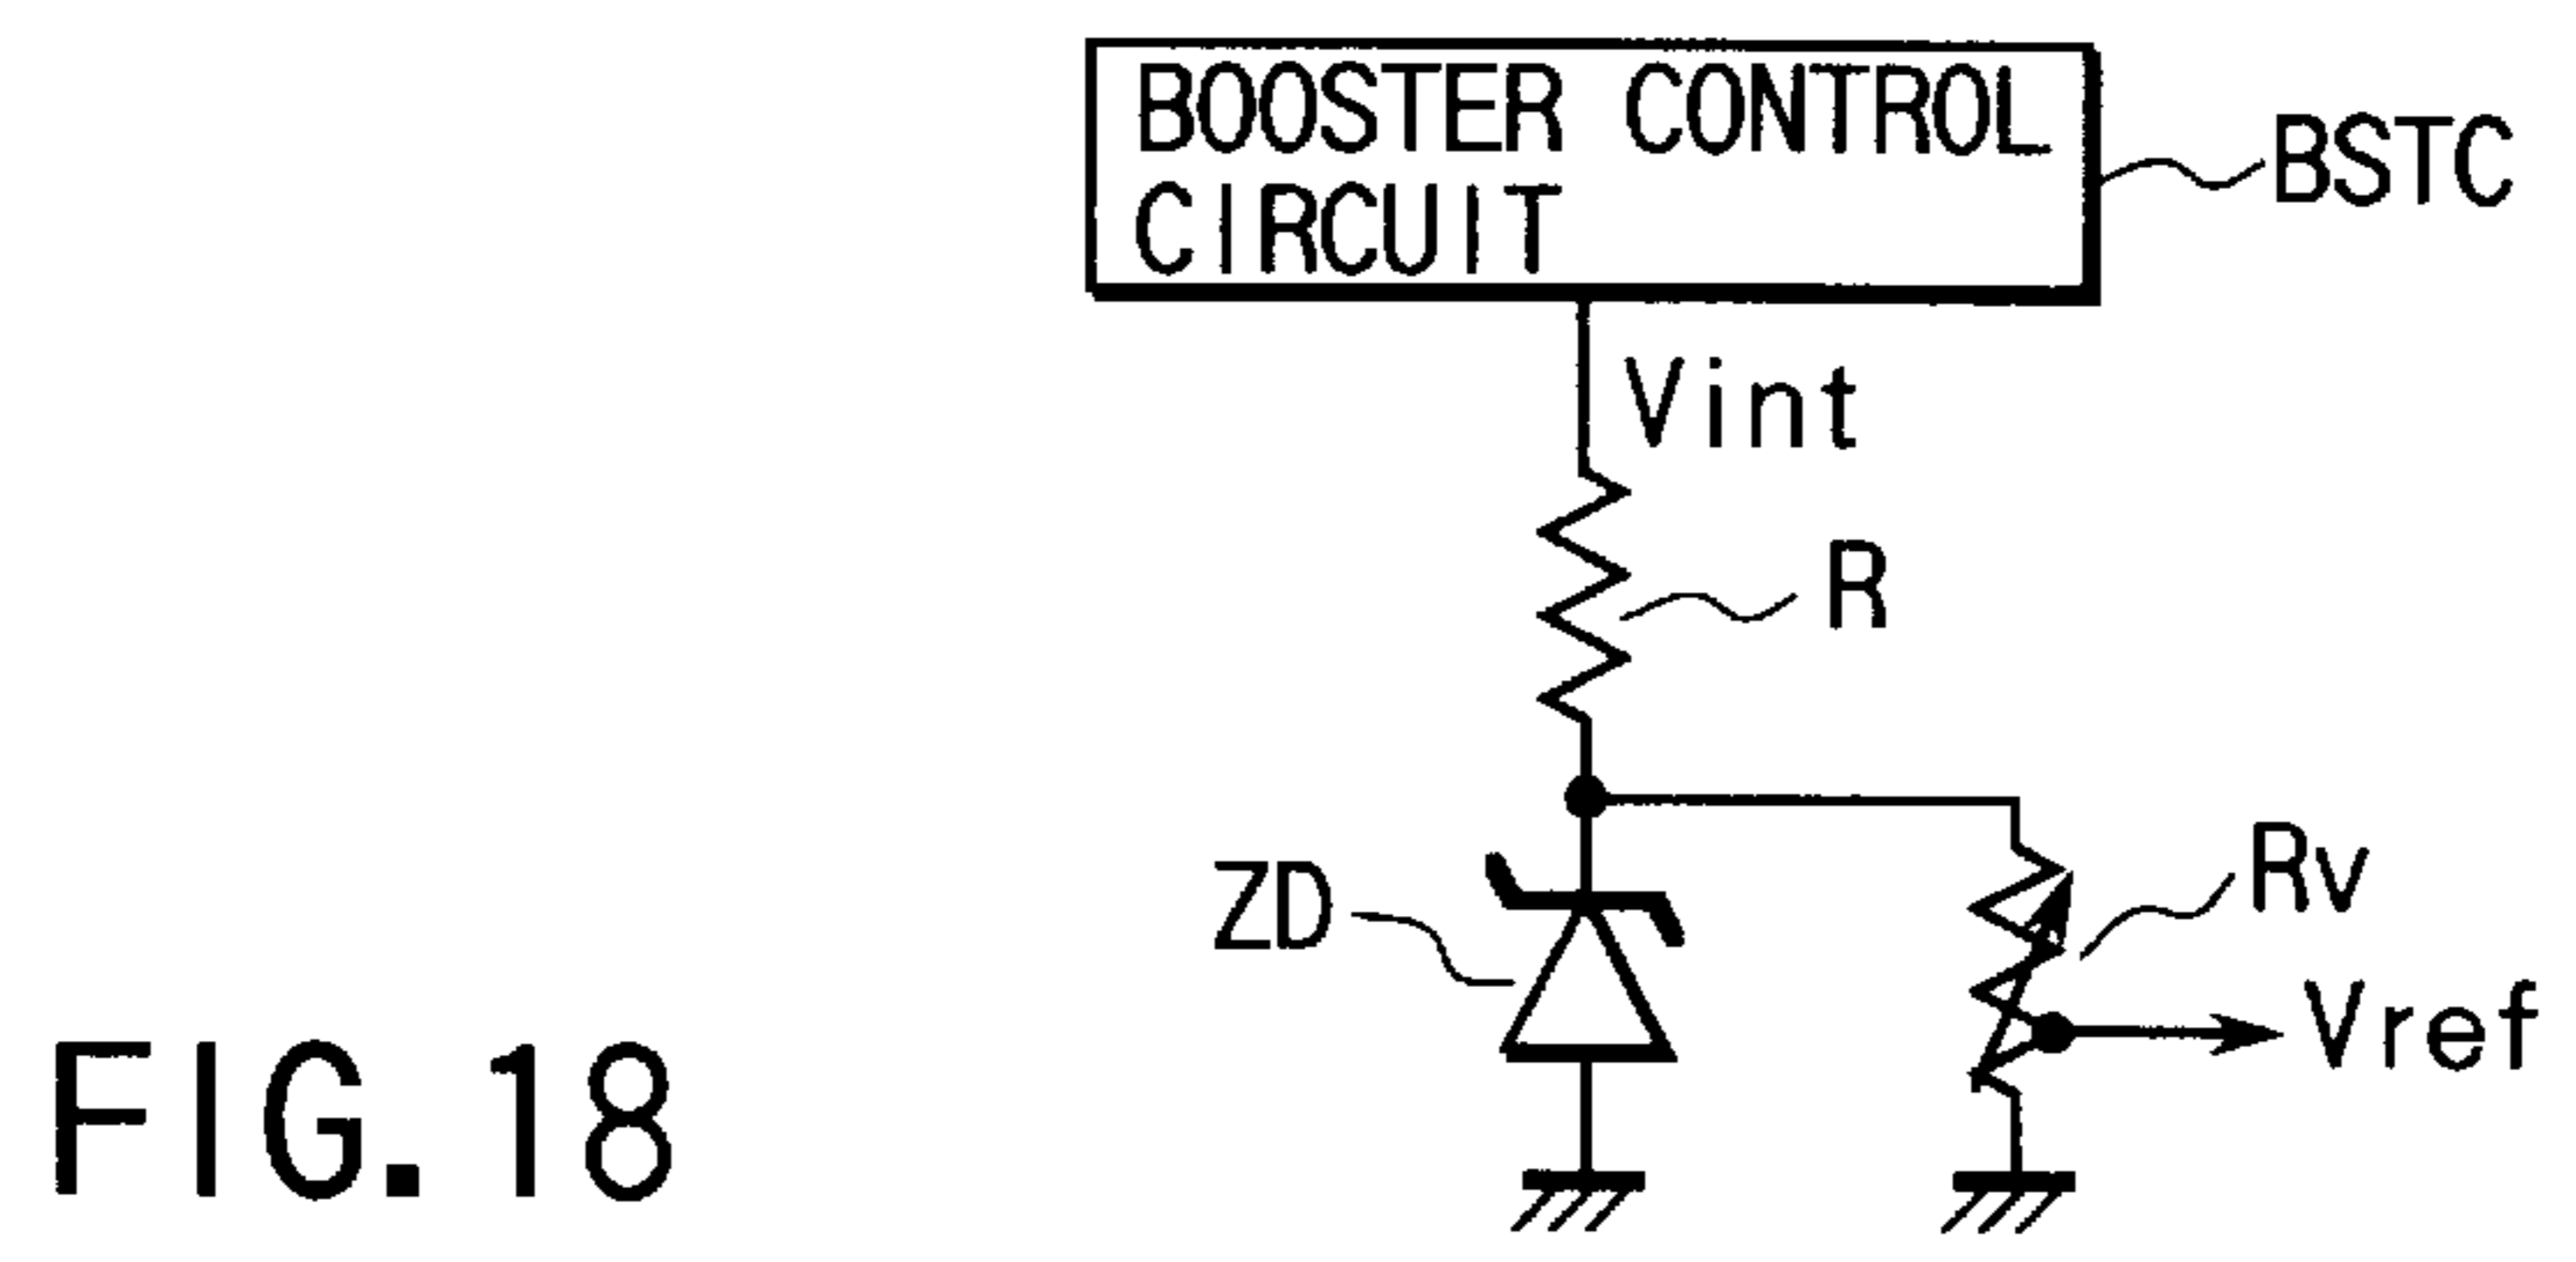 BOOSTER CONTROL
CIRCUIT
BSTC
Vint
R
ZD
Rv
Vref
FIG. 18